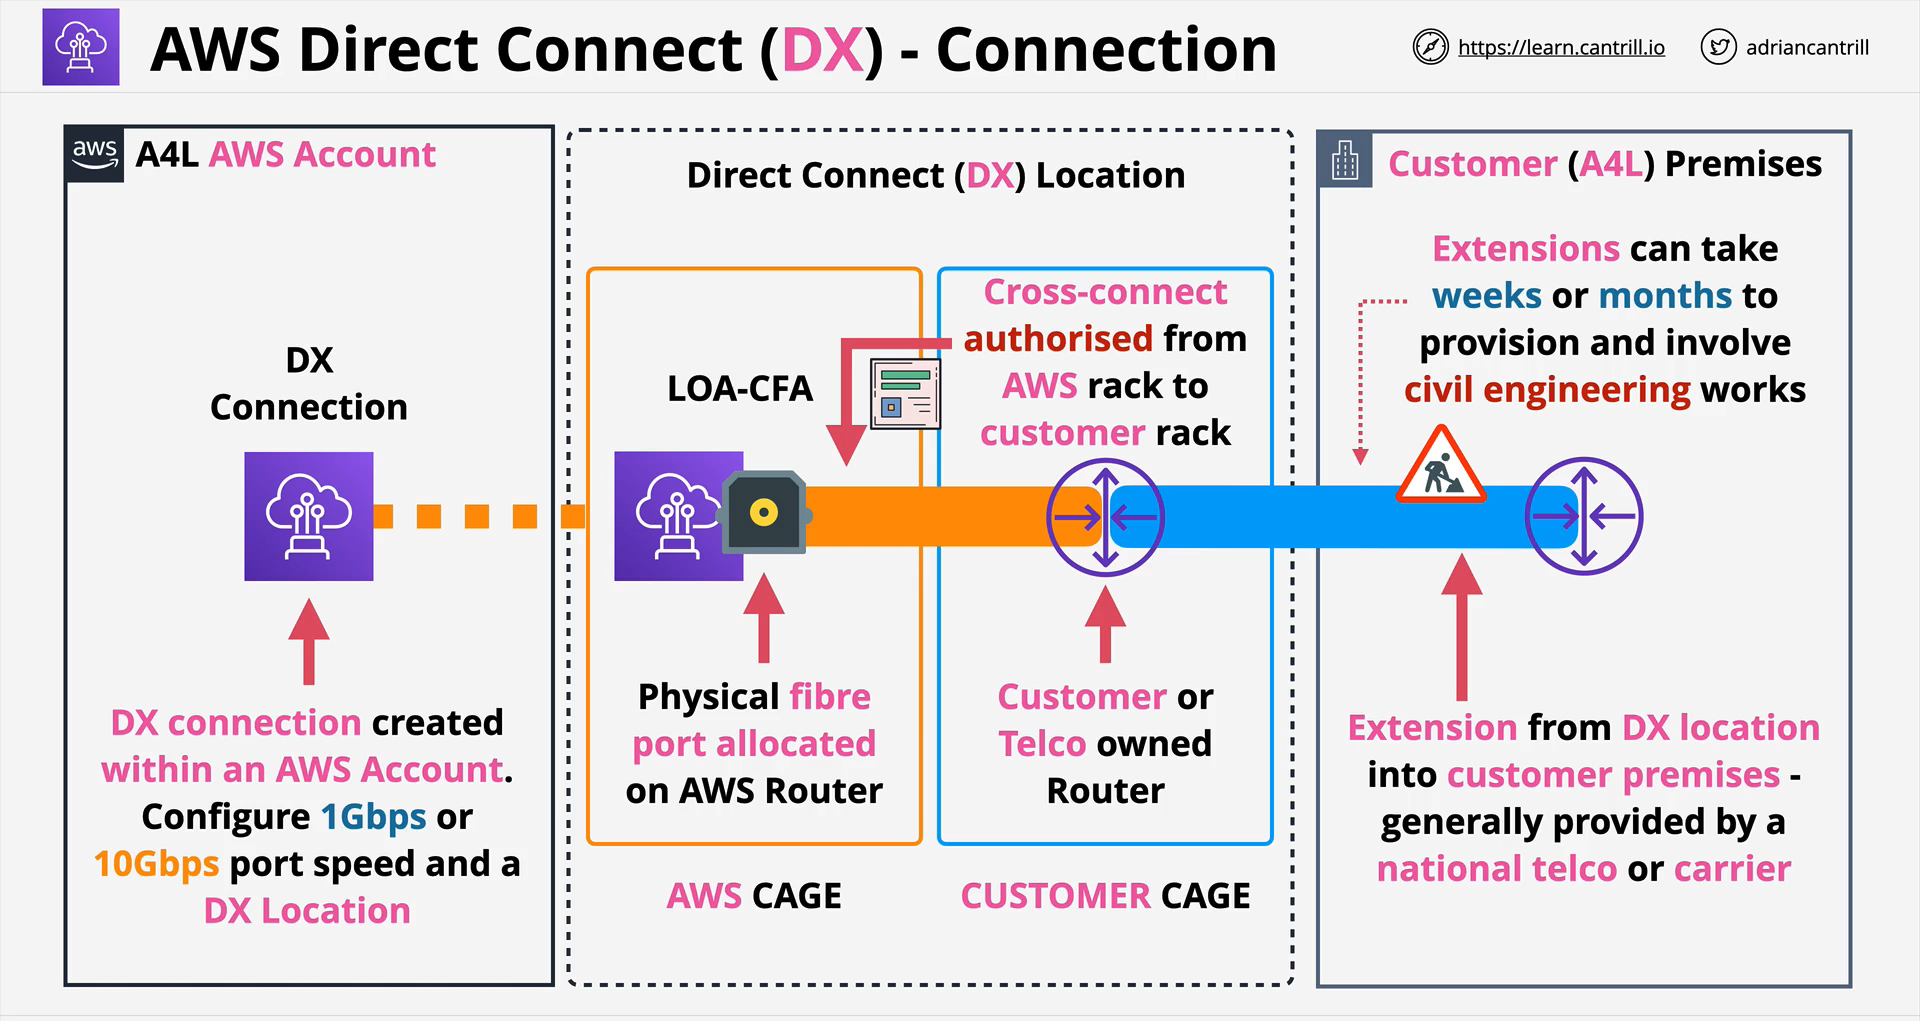 AWS Direct Connect (DX) - Connection
https://learn.cantrill.io
adriancantrill
aws
A4L AWS Account
DX
Connection
DX connection created
within an AWS Account.
Configure 1Gbps or
10Gbps port speed and a
DX Location
Direct Connect (DX) Location
LOA-CFA
Cross-connect
authorised from
AWS rack to
customer rack
Physical fibre
port allocated
on AWS Router
Customer or
Telco owned
Router
AWS CAGE
CUSTOMER CAGE
Customer (A4L) Premises
Extensions can take
weeks or months to
provision and involve
civil engineering works
Extension from DX location
into customer premises -
generally provided by a
national telco or carrier